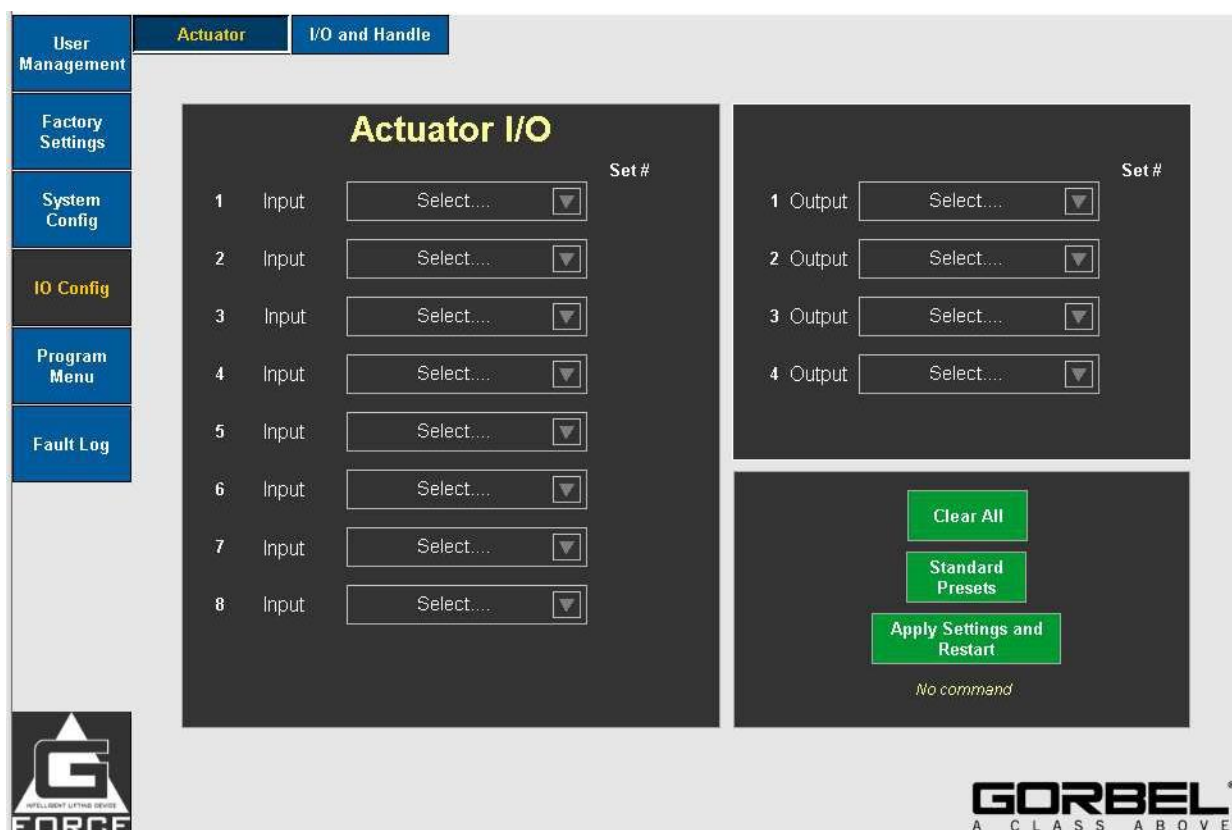 User
Management
Factory
Settings
System
Config
IO Config
Program
Menu
Fault Log
Actuator
I/O and Handle
Actuator I/O
Set #
1 Input Select....
2 Input Select....
3 Input Select....
4 Input Select....
5 Input Select....
6 Input Select....
7 Input Select....
8 Input Select....
Set #
1 Output Select....
2 Output Select....
3 Output Select....
4 Output Select....
Clear All
Standard
Presets
Apply Settings and
Restart
No command
G
INTELLIGENT LIFTING DEVICE
FORCE
GORBEL®
A CLASS ABOVE